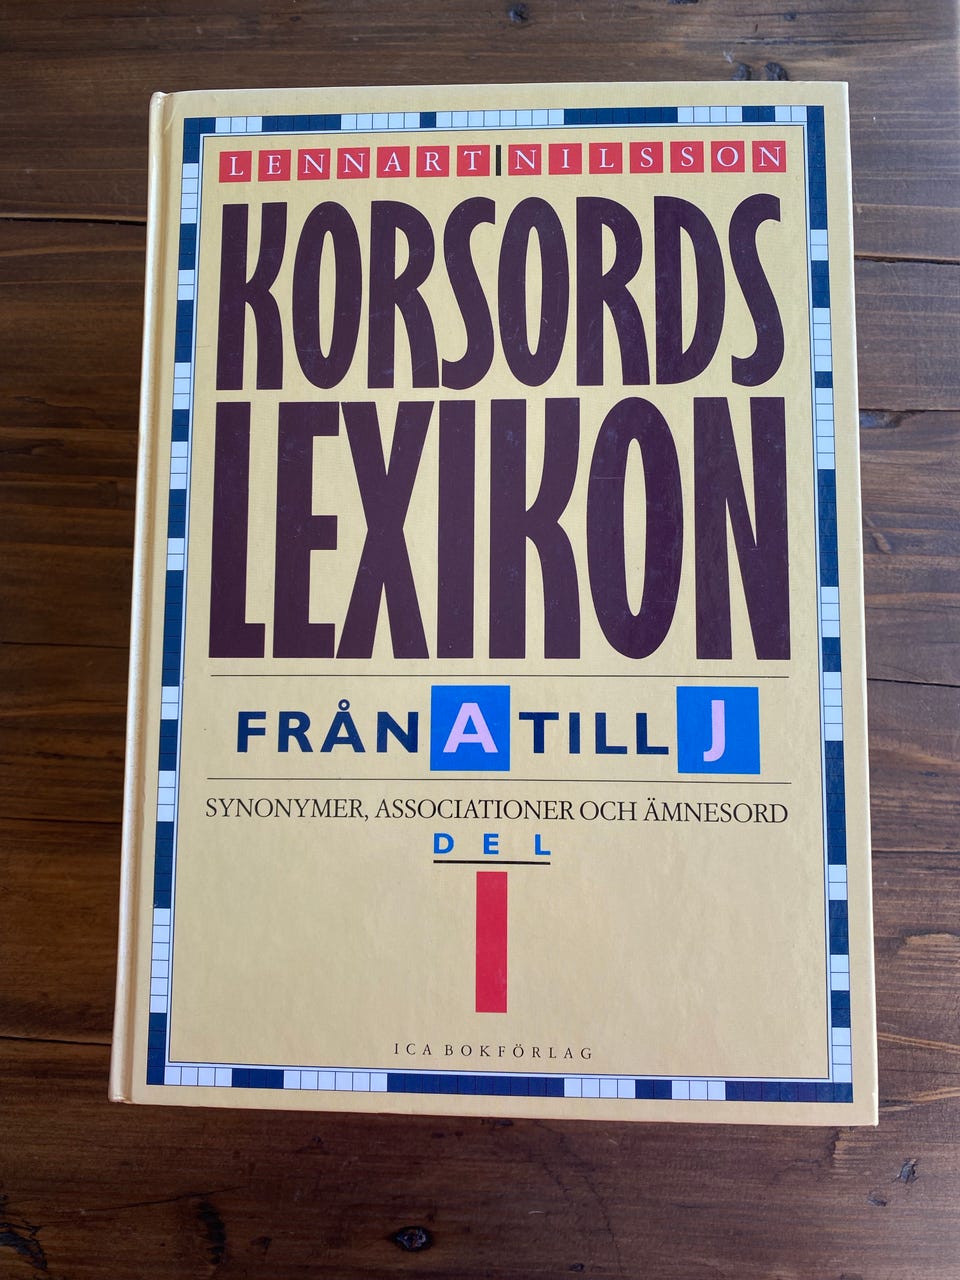 LENNART NILSSON
KORSORDS
LEXIKON
FRÅN A TILL J
SYNONYMER, ASSOCIATIONER OCH ÄMNESORD
DEL
I
ICA BOKFÖRLAG